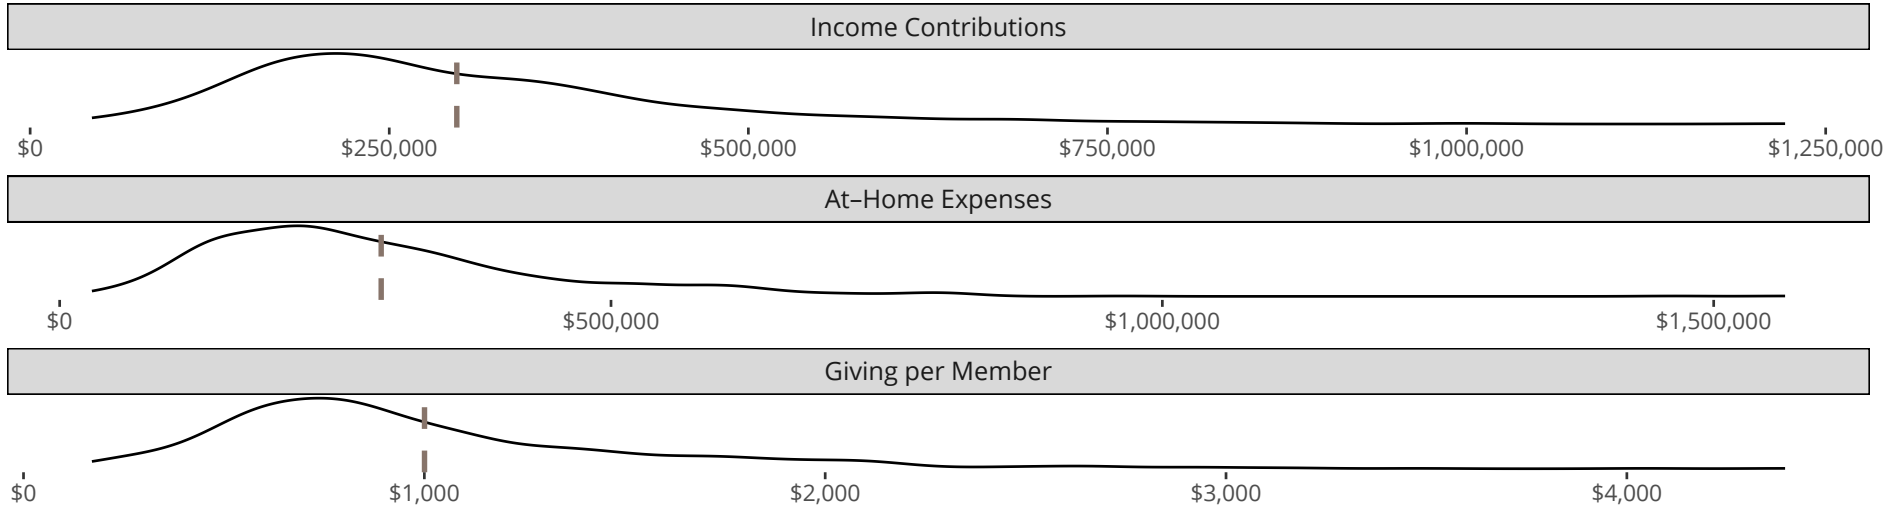 Income Contributions
$0 $250,000 $500,000 $750,000 $1,000,000 $1,250,000
At–Home Expenses
$0 $500,000 $1,000,000 $1,500,000
Giving per Member
$0 $1,000 $2,000 $3,000 $4,000